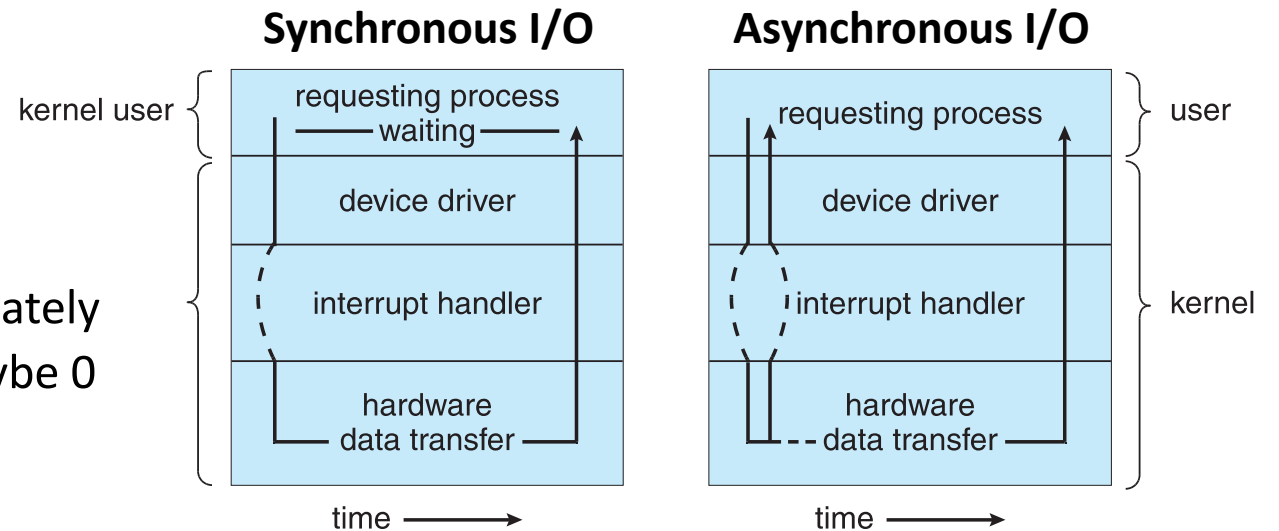 Synchronous I/O
kernel user
requesting process
waiting
device driver
interrupt handler
hardware
data transfer
time
Asynchronous I/O
requesting process
device driver
interrupt handler
hardware
data transfer
time
user
kernel
ately
ybe 0